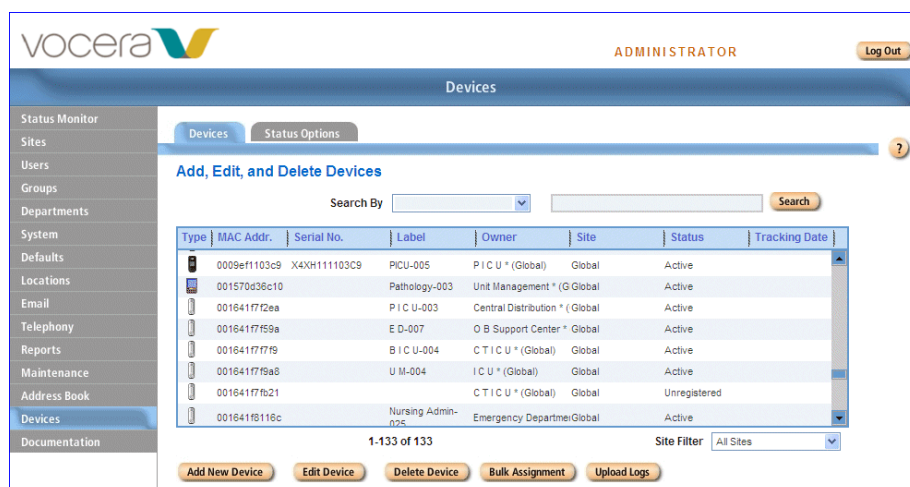 vocera
ADMINISTRATOR
Log Out
Devices
Status Monitor
Sites
Users
Groups
Departments
System
Defaults
Locations
Email
Telephony
Reports
Maintenance
Address Book
Devices
Documentation
Devices Status Options
?
Add, Edit, and Delete Devices
Search By Search
Type MAC Addr. Serial No. Label Owner Site Status Tracking Date
0009ef1103c9 X4XH111103C9 PICU-005 P I C U * (Global) Global Active
001570d36c10 Pathology-003 Unit Management * (G Global Active
001641f7f2ea P I C U-003 Central Distribution * ( Global Active
001641f7f59a E D-007 O B Support Center * Global Active
001641f7f7f9 B I C U-004 C T I C U * (Global) Global Active
001641f7f9a8 U M-004 I C U * (Global) Global Active
001641f7fb21 C T I C U * (Global) Global Unregistered
001641f8116c Nursing Admin-025 Emergency Departmen Global Active
1-133 of 133
Site Filter All Sites
Add New Device Edit Device Delete Device Bulk Assignment Upload Logs